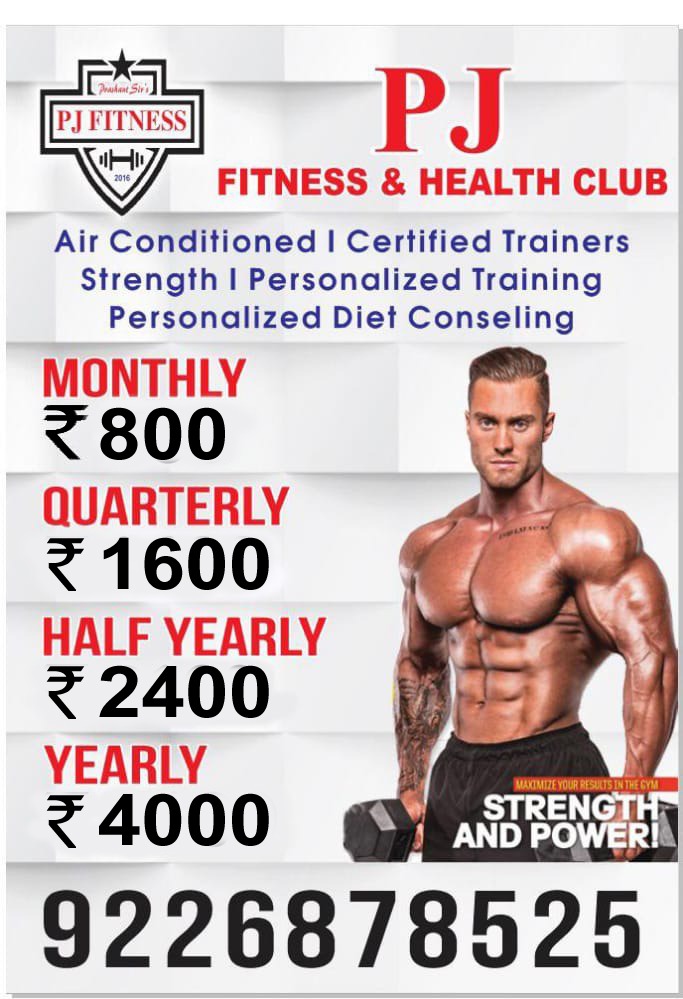 Prashant Sir's
PJ FITNESS
2016
PJ
FITNESS & HEALTH CLUB
Air Conditioned I Certified Trainers
Strength I Personalized Training
Personalized Diet Conseling
MONTHLY
₹ 800
QUARTERLY
₹ 1600
HALF YEARLY
₹ 2400
YEARLY
₹ 4000
MAXIMIZE YOUR RESULTS IN THE GYM
STRENGTH
AND POWER!
9226878525